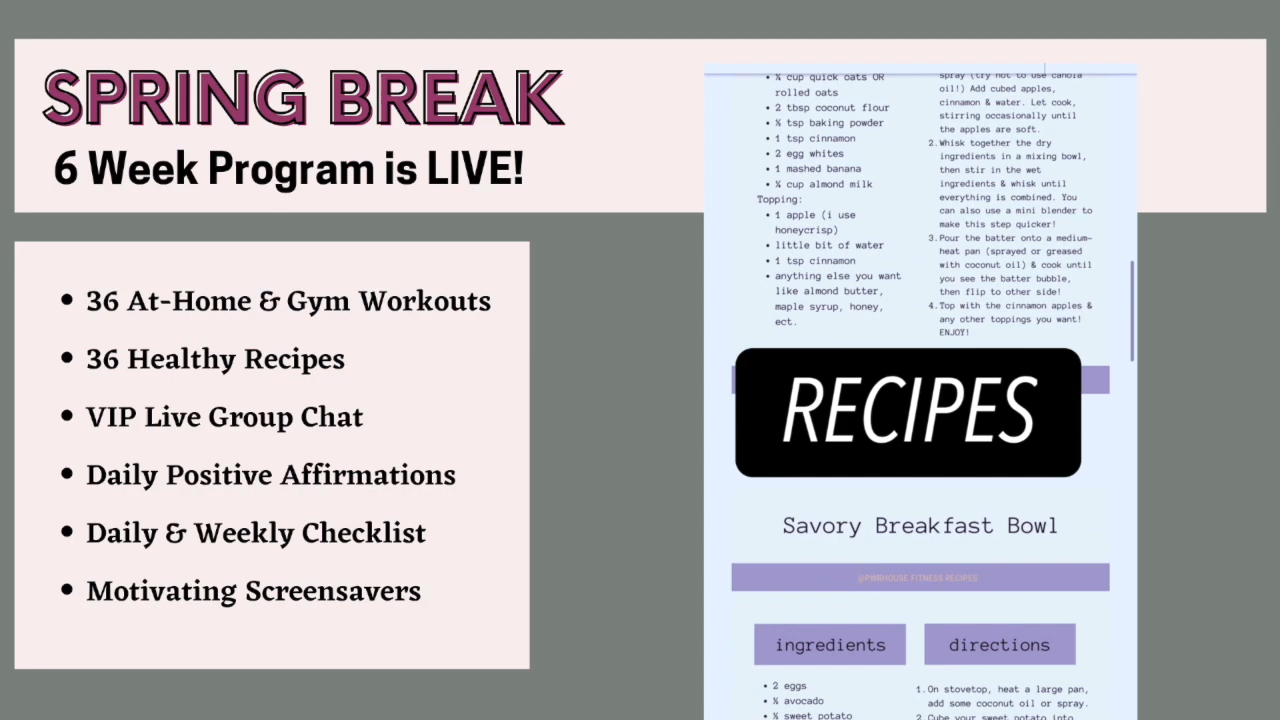 SPRING BREAK
6 Week Program is LIVE!
• 36 At-Home & Gym Workouts
• 36 Healthy Recipes
• VIP Live Group Chat
• Daily Positive Affirmations
• Daily & Weekly Checklist
• Motivating Screensavers
cup quick oats OR
rolled oats
• 2 tbsp coconut flour
tsp baking powder
• 1 tsp cinnamon
• 2 egg whites
• 1 mashed banana
cup almond milk
Topping:
• 1 apple (i use
honeycrisp)
• little bit of water
• 1 tsp cinnamon
• anything else you want
like almond butter,
maple syrup, honey,
ect.
spray (try not to use canola
oil!) Add cubed apples,
cinnamon & water. Let cook,
stirring occasionally until
the apples are soft.
2. Whisk together the dry
ingredients in a mixing bowl,
then stir in the wet
ingredients & whisk until
everything is combined. You
can also use a mini blender to
make this step quicker!
3. Pour the batter onto a medium-
heat pan (sprayed or greased
with coconut oil) & cook until
you see the batter bubble,
then flip to other side!
4. Top with the cinnamon apples &
any other toppings you want!
ENJOY!
RECIPES
Savory Breakfast Bowl
@PWRHOUSE FITNESS RECIPES
ingredients
• 2 eggs
avocado
sweet potato
directions
1. On stovetop, heat a large pan,
add some coconut oil or spray.
2. Cube your sweet potato into